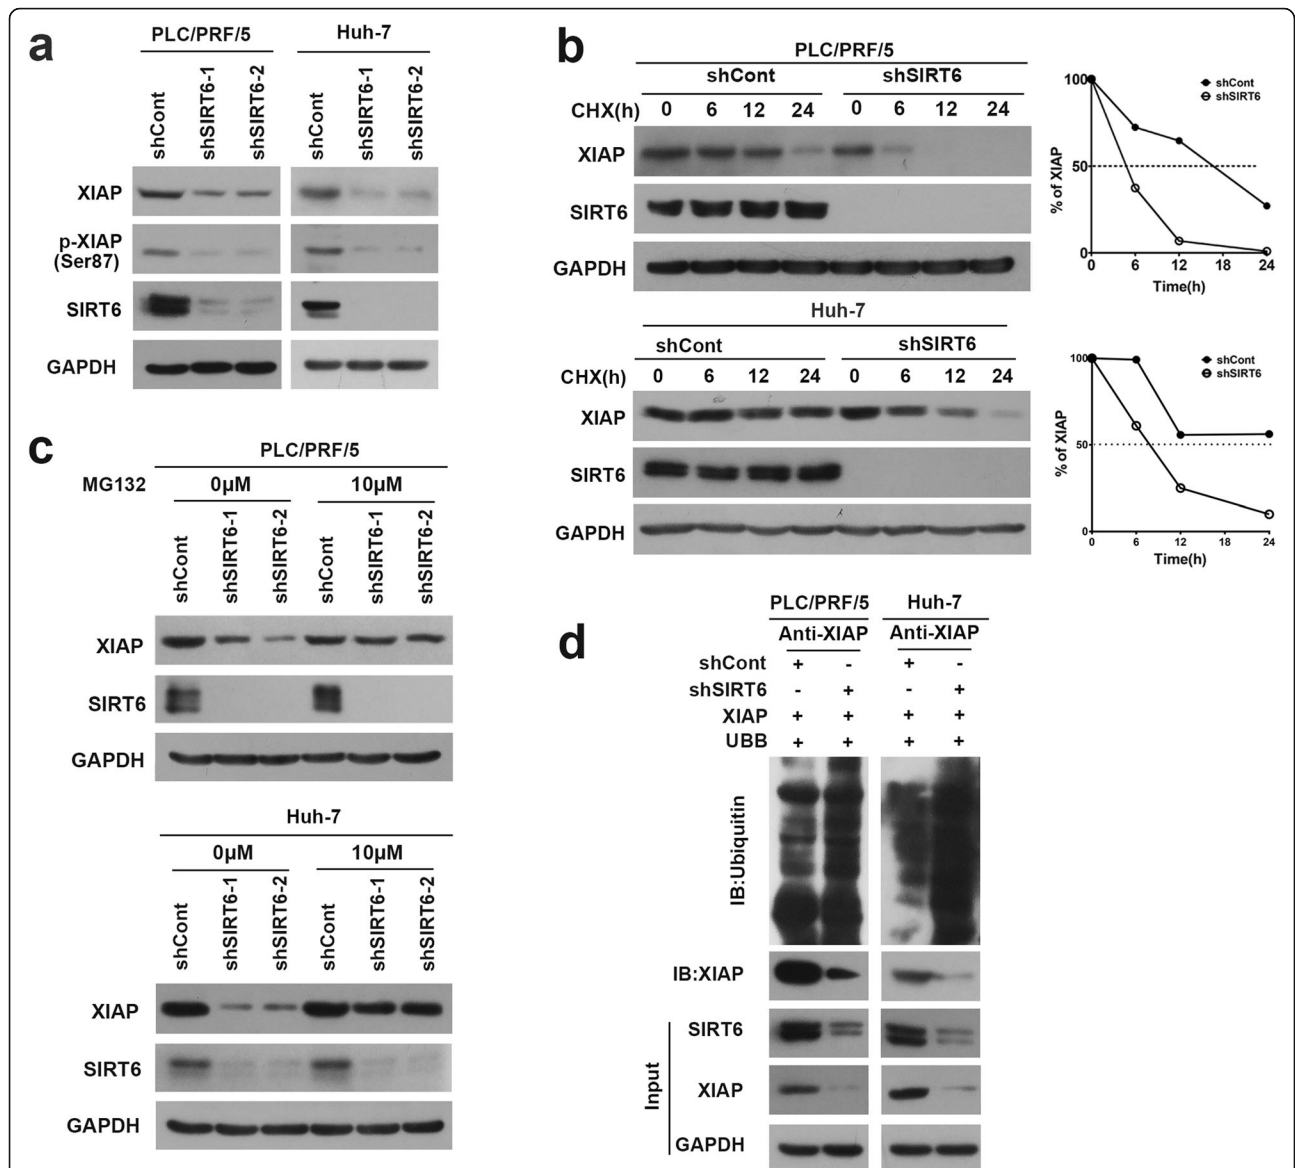 a
PLC/PRF/5 Huh-7
shCont shSIRT6-1 shSIRT6-2 shCont shSIRT6-1 shSIRT6-2
XIAP
p-XIAP
(Ser87)
SIRT6
GAPDH
b
PLC/PRF/5
shCont shSIRT6
CHX(h) 0 6 12 24 0 6 12 24
XIAP
SIRT6
GAPDH
% of XIAP
100
50
0
0 6 12 18 24
Time(h)
shCont
shSIRT6
Huh-7
shCont shSIRT6
CHX(h) 0 6 12 24 0 6 12 24
XIAP
SIRT6
GAPDH
% of XIAP
100
50
0
0 6 12 18 24
Time(h)
shCont
shSIRT6
c
PLC/PRF/5
MG132 0μM 10μM
shCont shSIRT6-1 shSIRT6-2 shCont shSIRT6-1 shSIRT6-2
XIAP
SIRT6
GAPDH
Huh-7
0μM 10μM
shCont shSIRT6-1 shSIRT6-2 shCont shSIRT6-1 shSIRT6-2
XIAP
SIRT6
GAPDH
d
PLC/PRF/5 Huh-7
Anti-XIAP Anti-XIAP
shCont + - + -
shSIRT6 - + - +
XIAP + + + +
UBB + + + +
IB:Ubiquitin
IB:XIAP
Input
SIRT6
XIAP
GAPDH